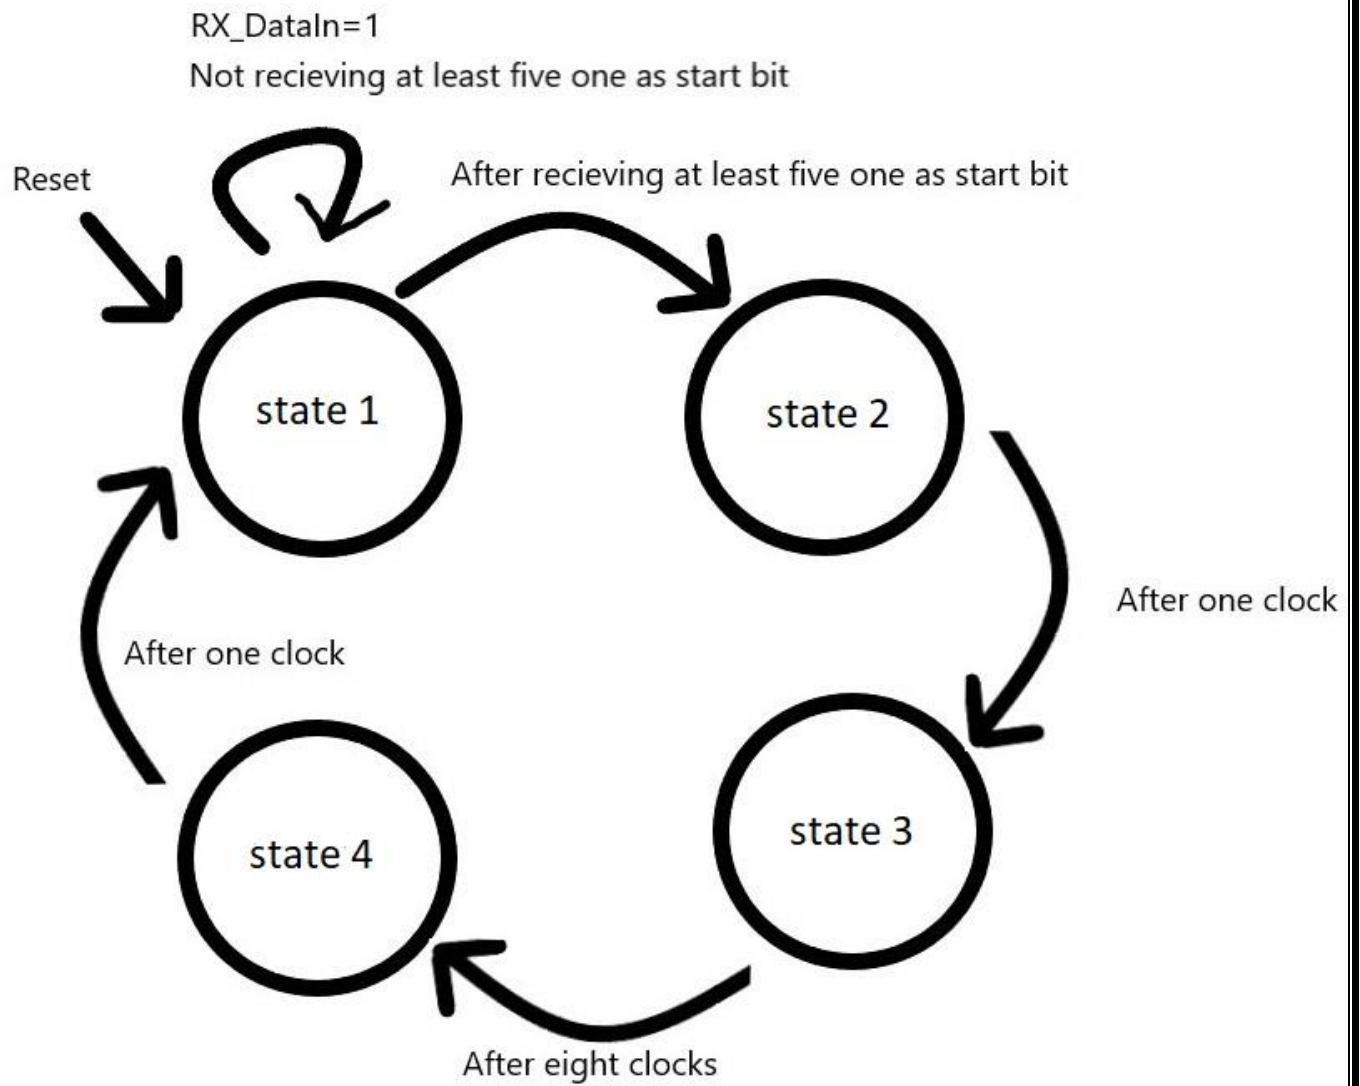 RX_DataIn=1
Not recieving at least five one as start bit
Reset
After recieving at least five one as start bit
state 1
state 2
After one clock
After one clock
state 3
state 4
After eight clocks